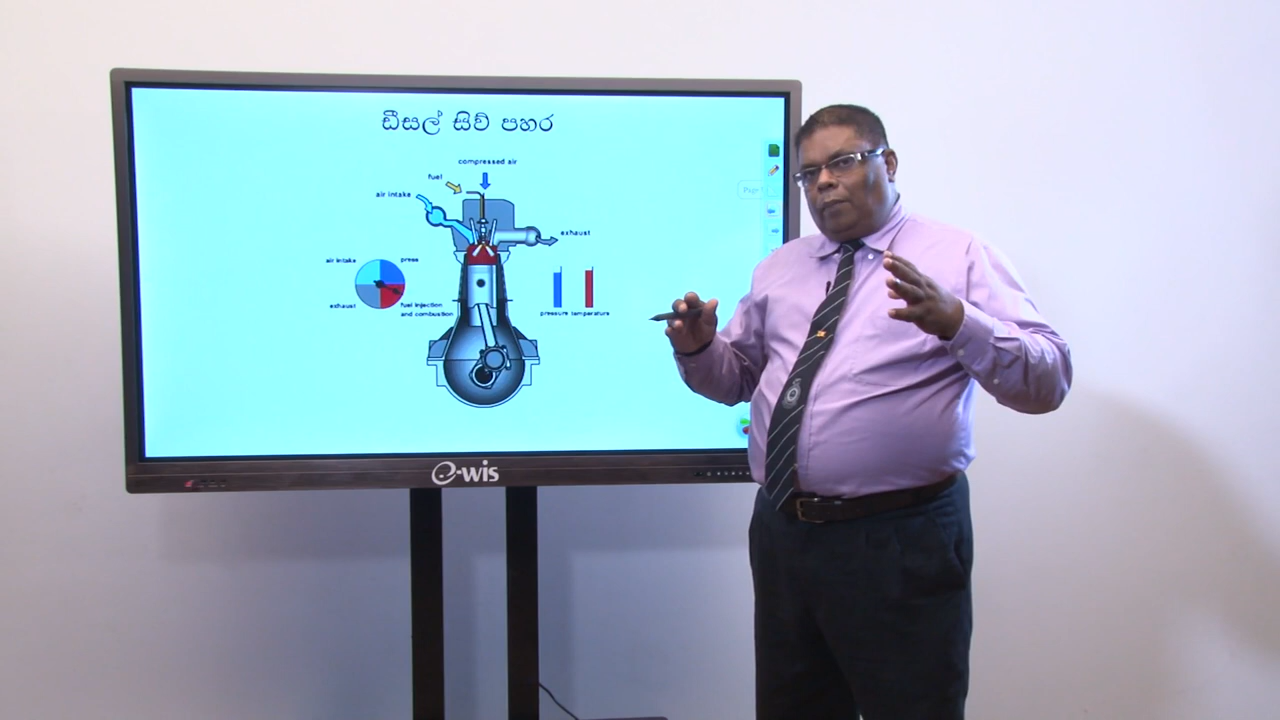 ඩීසල් සිව් පහර
compressed air
fuel
air intake
exhaust
air intake
press
exhaust
fuel injection
and combustion
pressure temperature
Page
e-wis